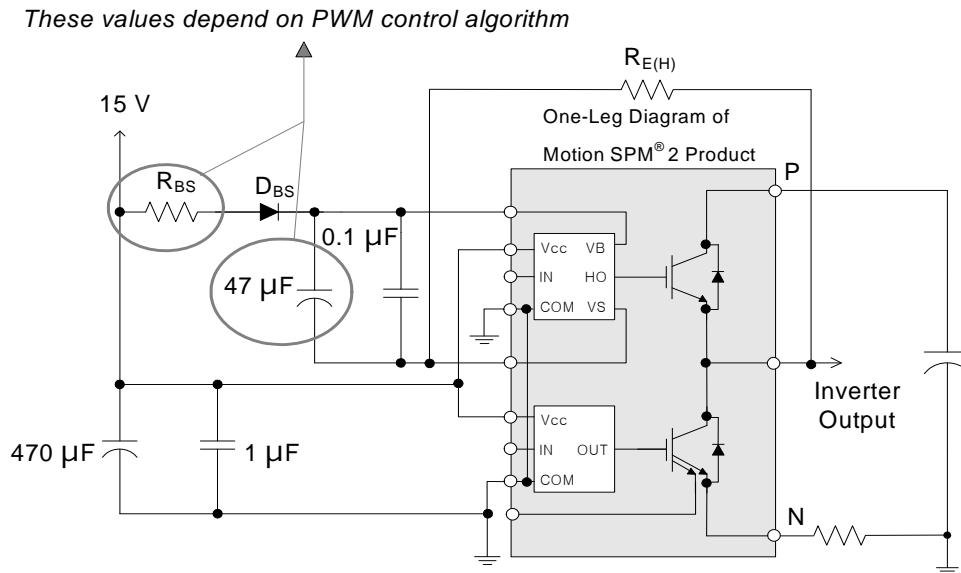 These values depend on PWM control algorithm
R_E(H)
15 V
One-Leg Diagram of
Motion SPM® 2 Product
P
R_BS
D_BS
0.1 µF
Vcc VB
IN HO
COM VS
47 µF
Inverter
Output
Vcc
IN OUT
COM
470 µF
1 µF
N